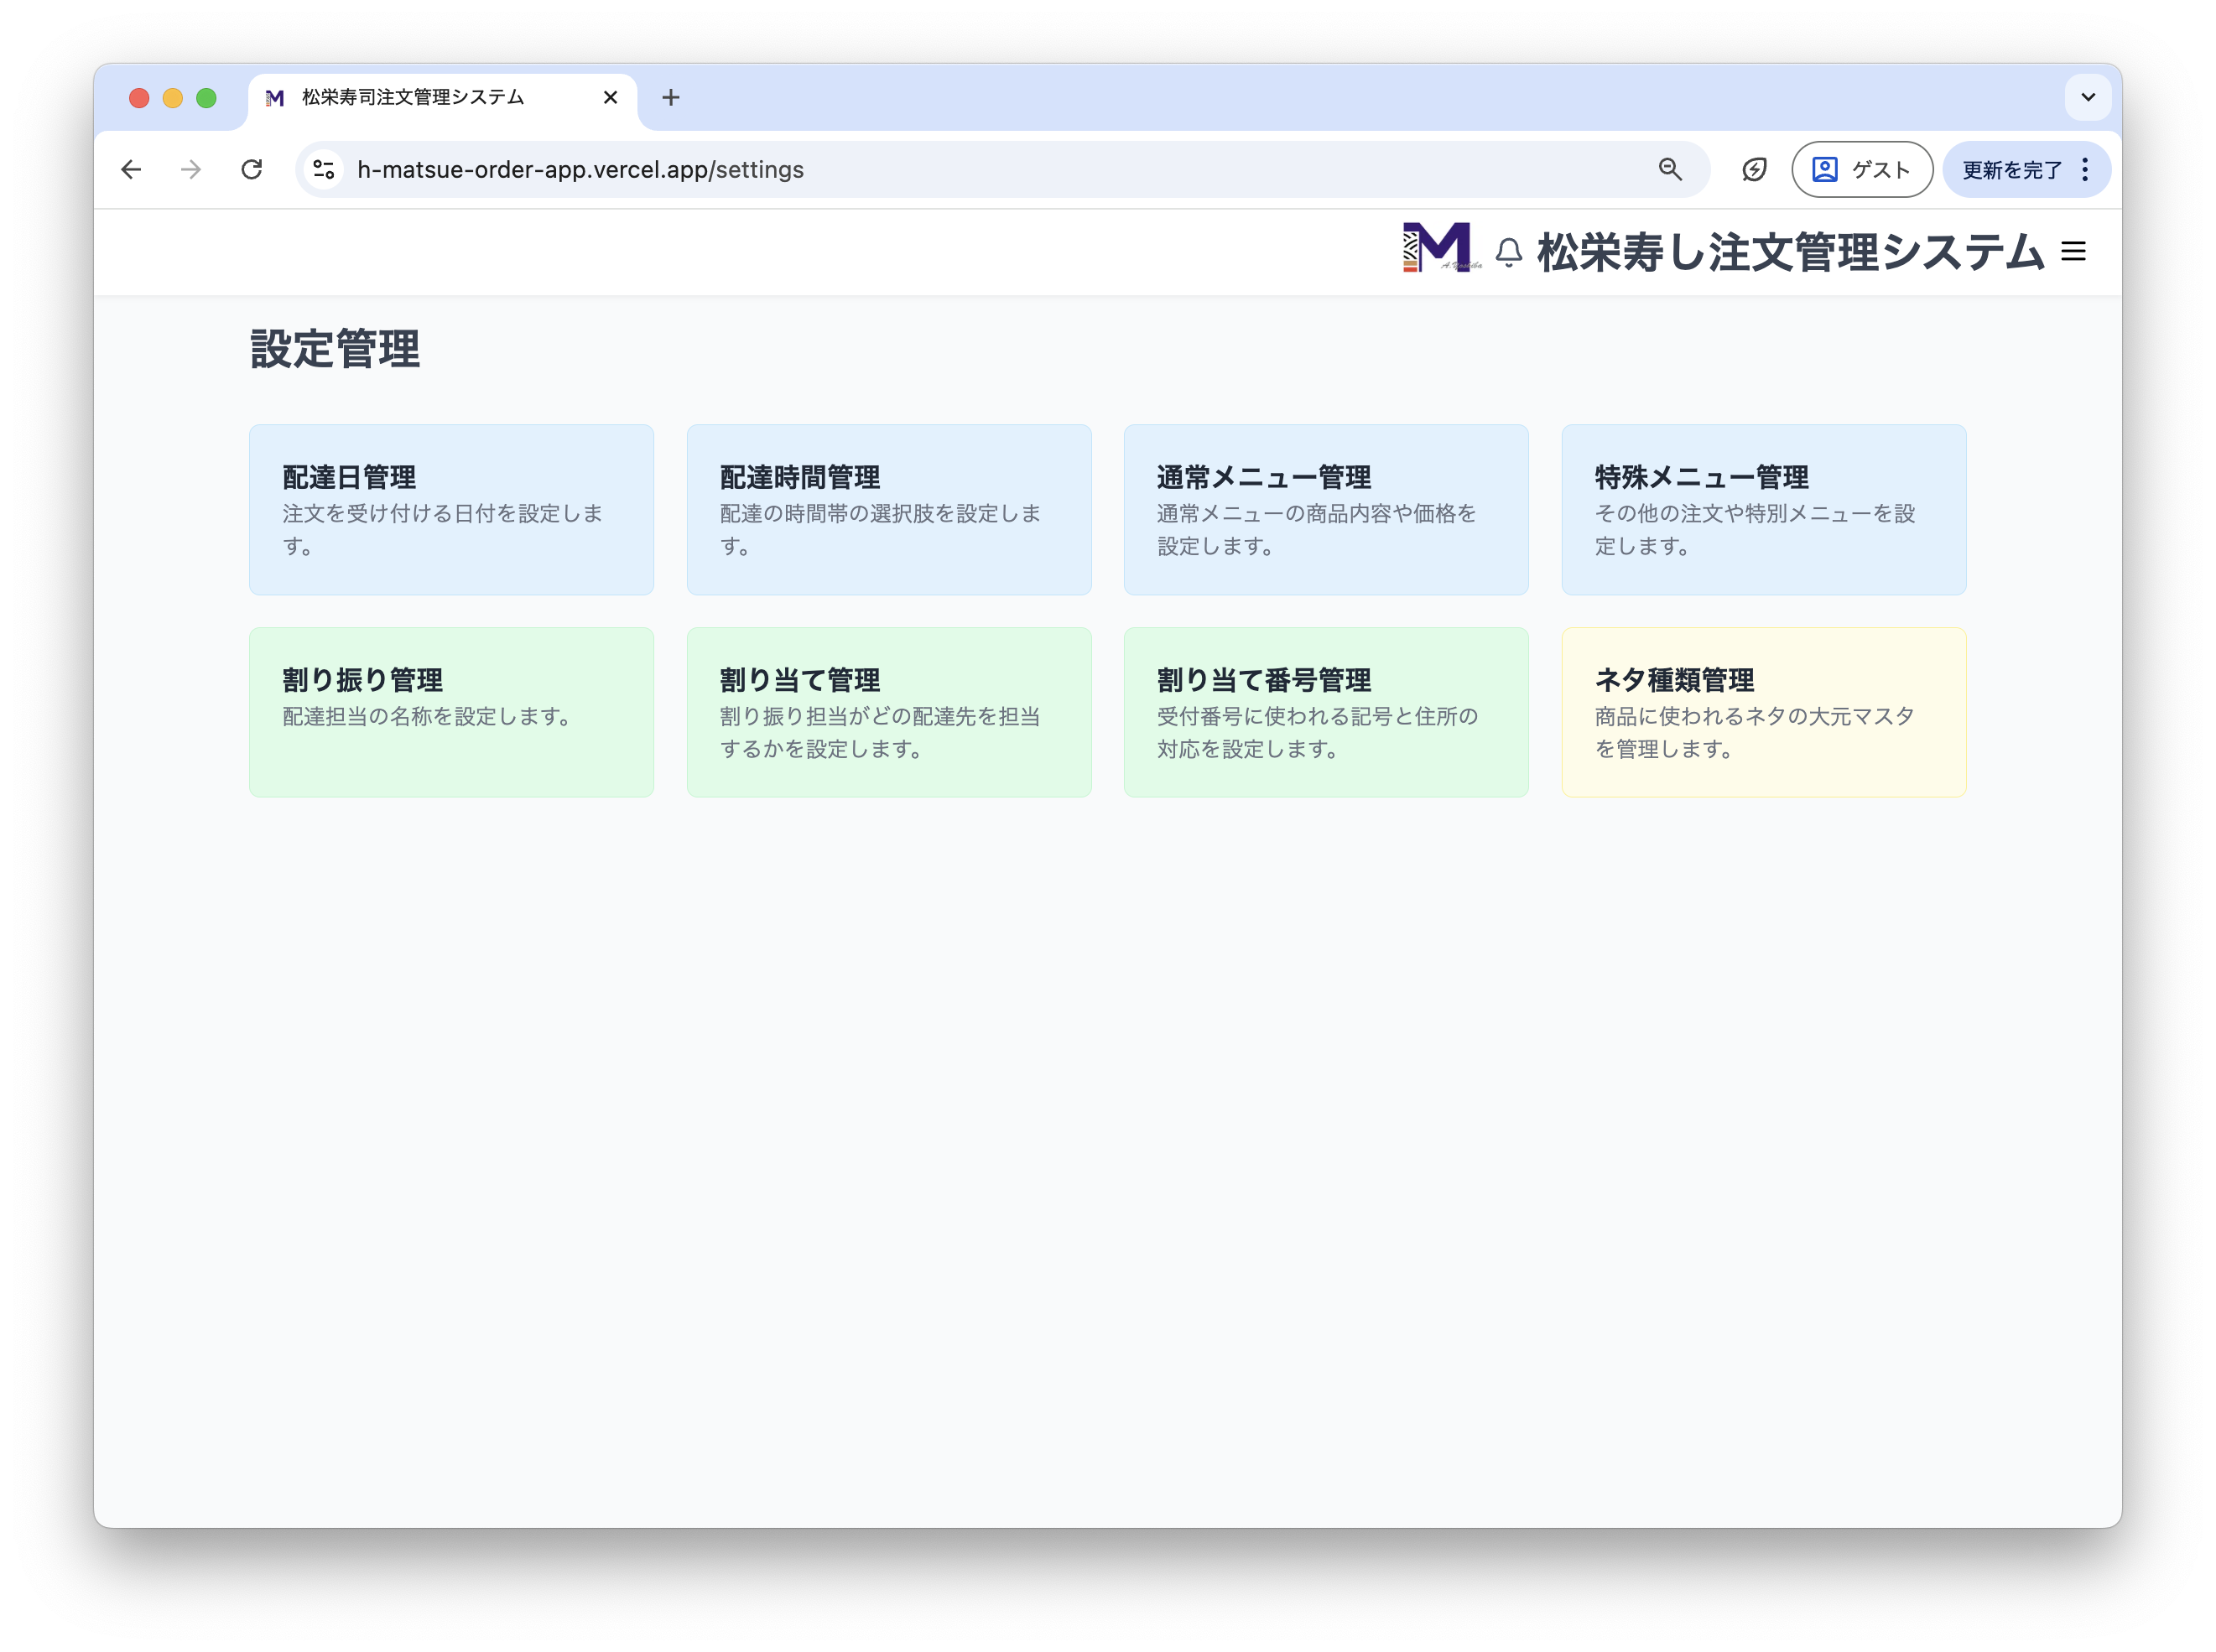 松栄寿司注文管理システム
h-matsue-order-app.vercel.app/settings
ゲスト
更新を完了
M
松栄寿し注文管理システム
設定管理
配達日管理
注文を受け付ける日付を設定しま
す。
配達時間管理
配達の時間帯の選択肢を設定しま
す。
通常メニュー管理
通常メニューの商品内容や価格を
設定します。
特殊メニュー管理
その他の注文や特別メニューを設
定します。
割り振り管理
配達担当の名称を設定します。
割り当て管理
割り振り担当がどの配達先を担当
するかを設定します。
割り当て番号管理
受付番号に使われる記号と住所の
対応を設定します。
ネタ種類管理
商品に使われるネタの大元マスタ
を管理します。